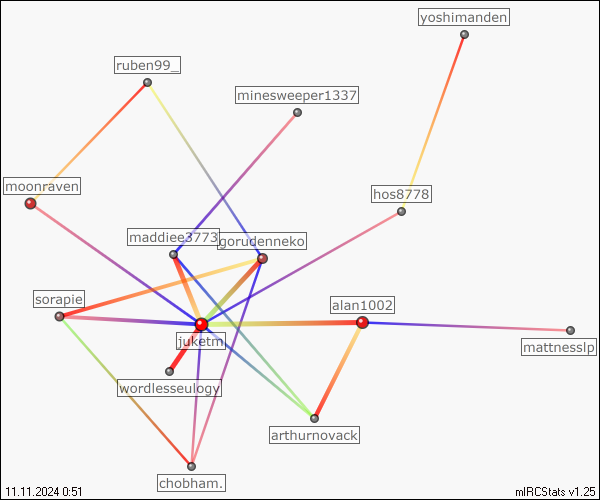 yoshimanden
ruben99_
minesweeper1337
moonraven
hos8778
maddiee3773
gorudenneko
sorapie
alan1002
juketm
mattnesslp
wordlesseulogy
arthurnovack
chobham.
11.11.2024 0:51
mIRCStats v1.25